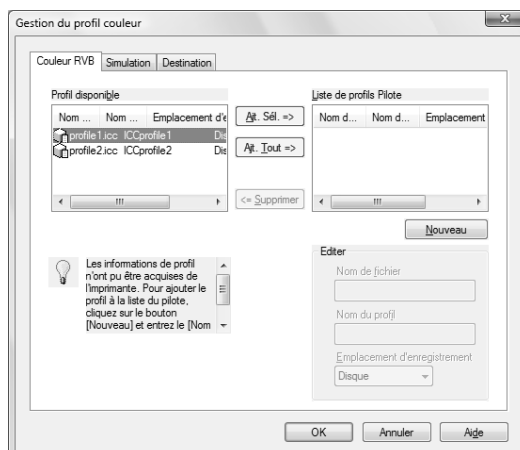 Gestion du profil couleur
Couleur RVB Simulation Destination
Profil disponible
Nom ... Nom ... Emplacement d'e
profile1.icc ICCprofile1 Dis
profile2.icc ICCprofile2 Dis
Ajt. Sél. =>
Ajt. Tout =>
<= Supprimer
Liste de profils Pilote
Nom d... Nom d... Emplacement
Nouveau
Les informations de profil
n'ont pu être acquises de
l'imprimante. Pour ajouter le
profil à la liste du pilote,
cliquez sur le bouton
[Nouveau] et entrez le [Nom
Editer
Nom de fichier
Nom du profil
Emplacement d'enregistrement
Disque
OK Annuler Aide